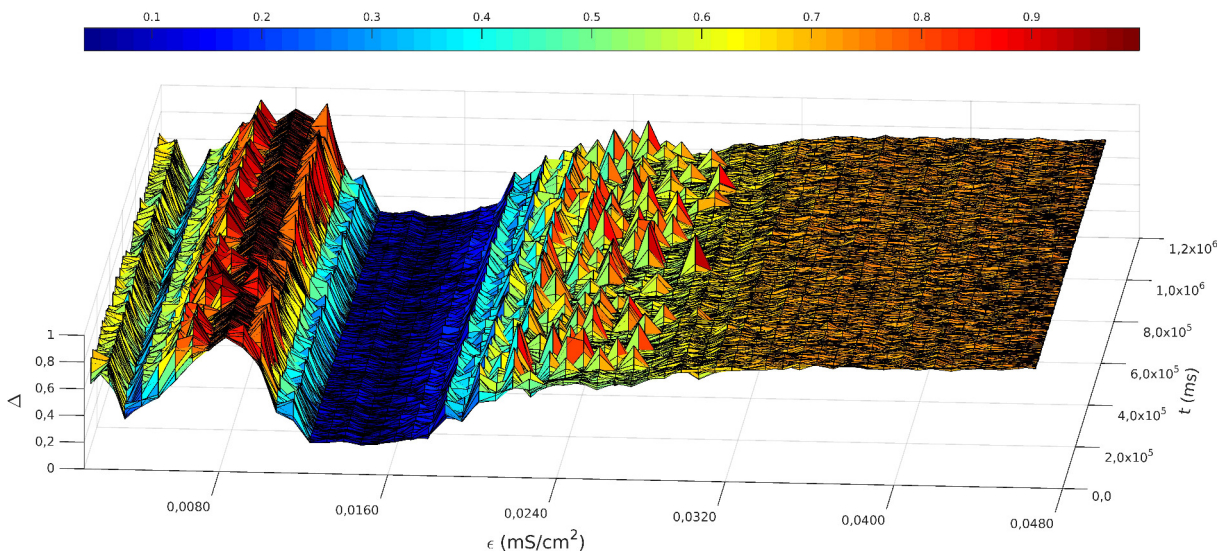 0.1 0.2 0.3 0.4 0.5 0.6 0.7 0.8 0.9
1
0,8
0,6
0,4
0,2
0
Δ
0,0080 0,0160 0,0240 0,0320 0,0400 0,0480
ϵ (mS/cm²)
1,2x10⁶
1,0x10⁶
8,0x10⁵
6,0x10⁵
4,0x10⁵
2,0x10⁵
0,0
t (ms)